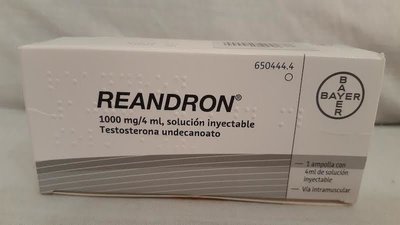 650444.4
BAYER
BAYER
REANDRON®
1000 mg/4 ml, solución inyectable
Testosterona undecanoato
1 ampolla con
4ml de solución
inyectable
Vía intramuscular